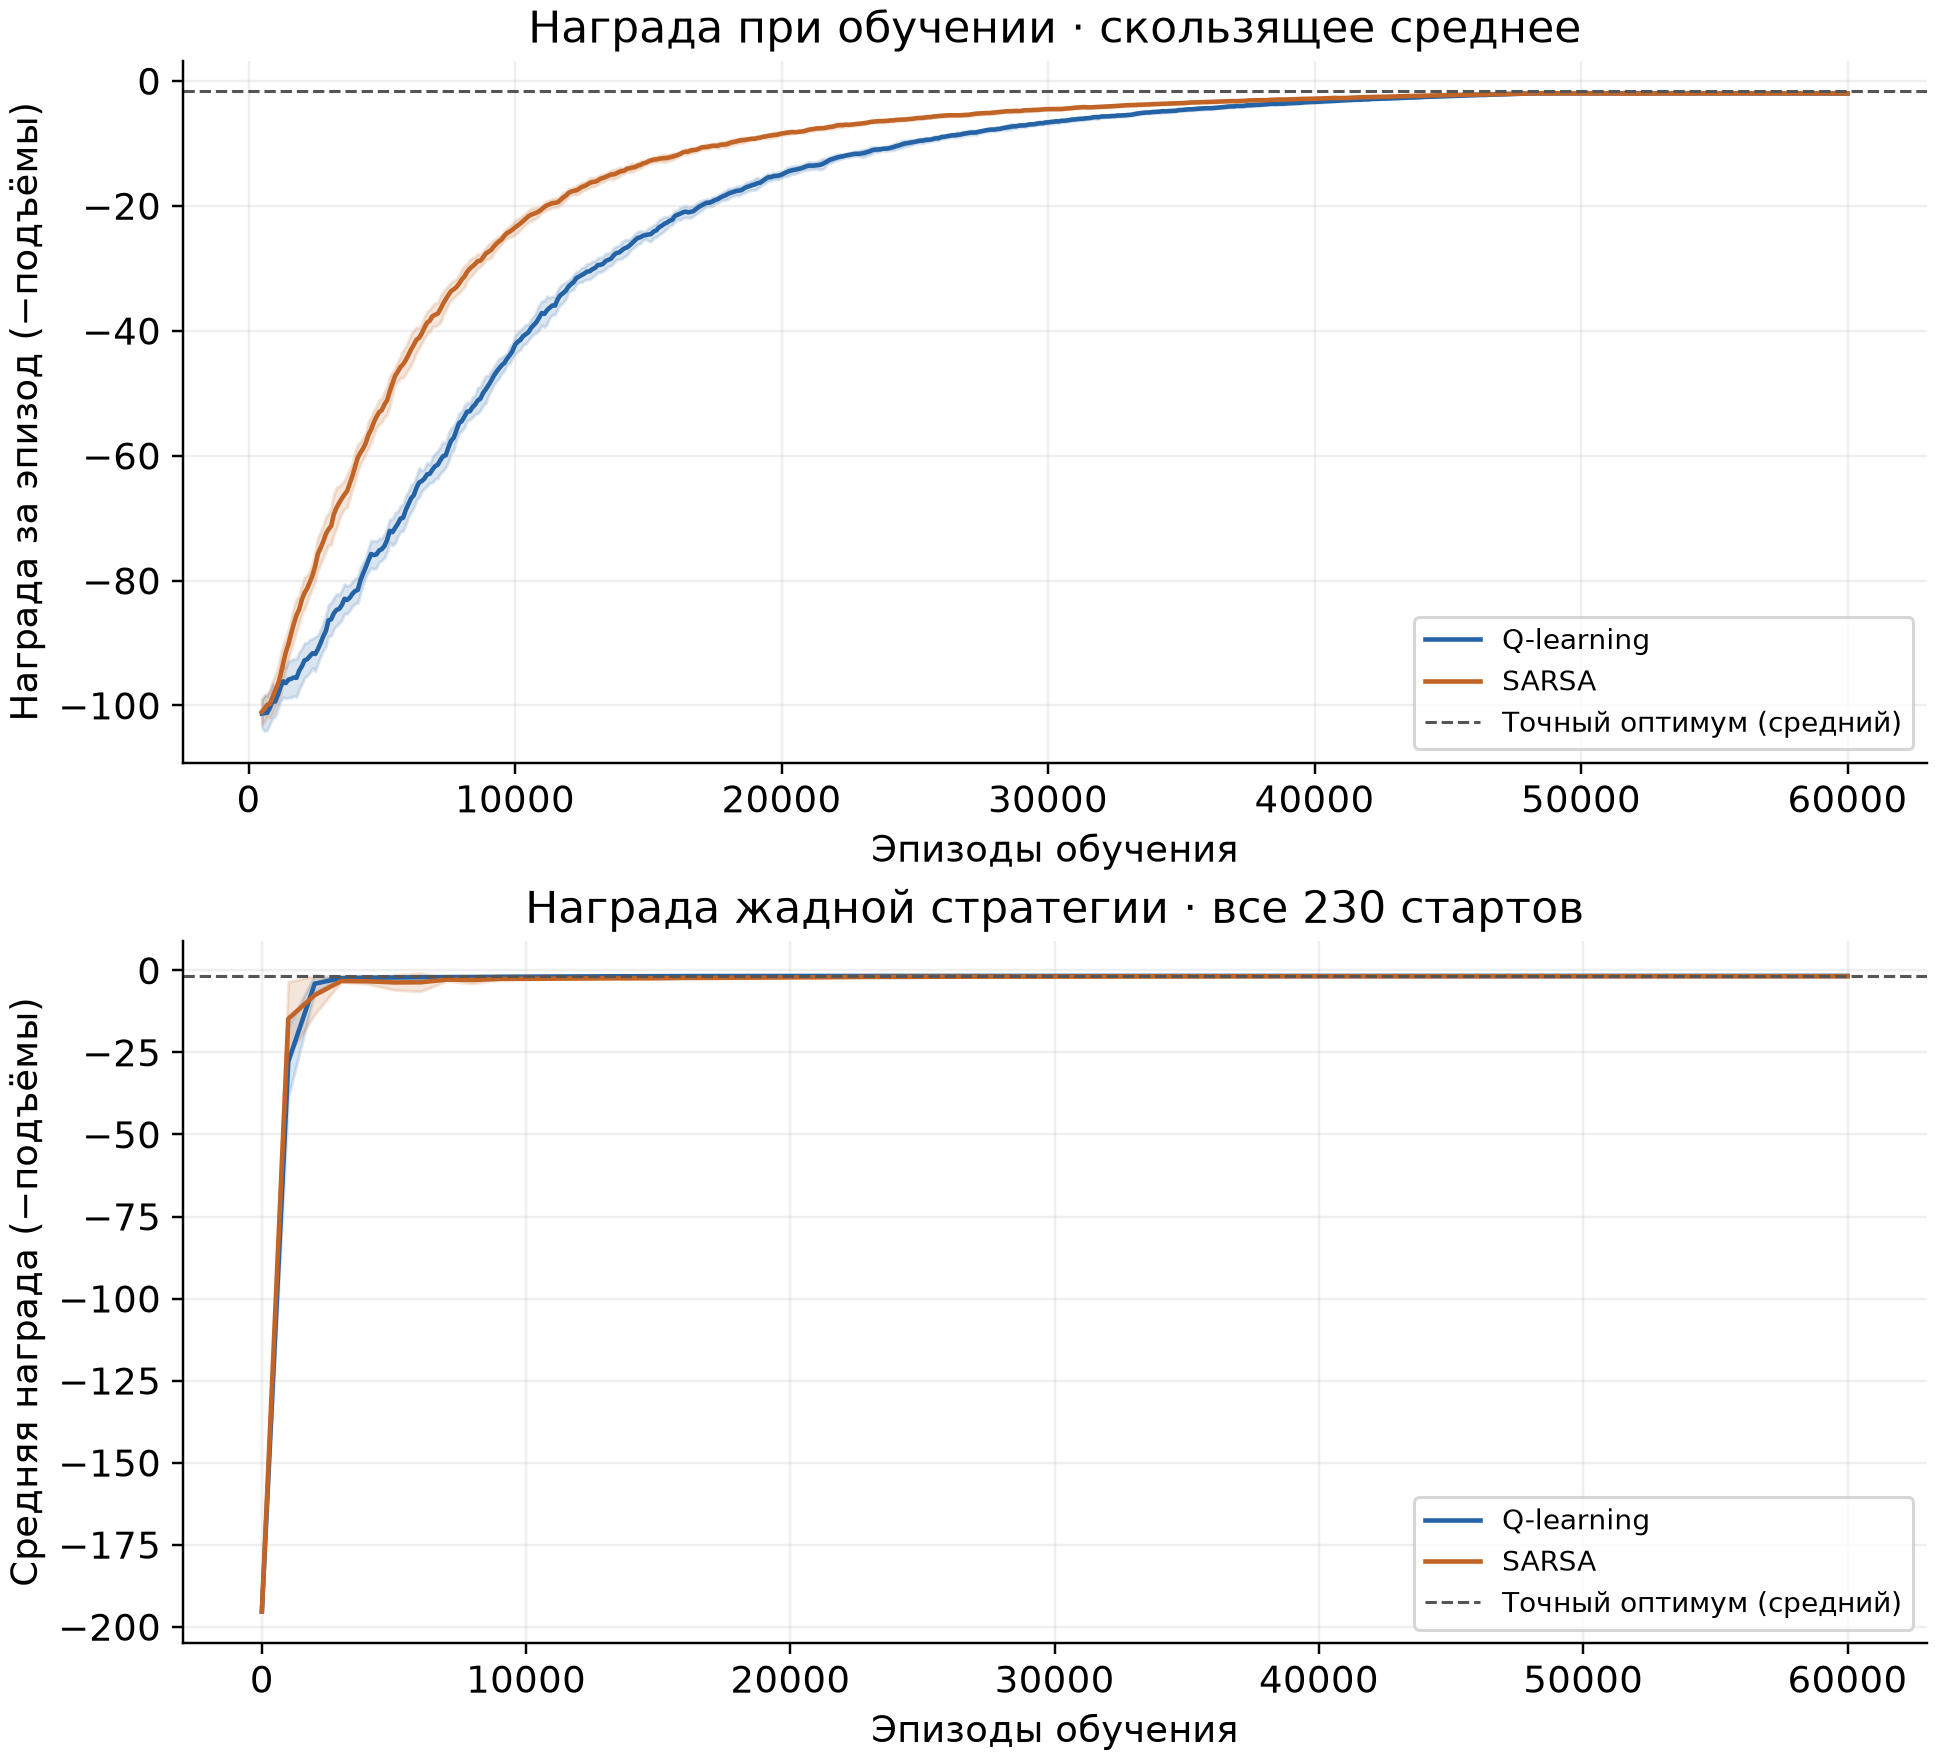 Награда при обучении · скользящее среднее
Награда за эпизод (−подъёмы)
0
−20
−40
−60
−80
−100
Q-learning
SARSA
Точный оптимум (средний)
0 10000 20000 30000 40000 50000 60000
Эпизоды обучения
Награда жадной стратегии · все 230 стартов
Средняя награда (−подъёмы)
0
−25
−50
−75
−100
−125
−150
−175
−200
Q-learning
SARSA
Точный оптимум (средний)
0 10000 20000 30000 40000 50000 60000
Эпизоды обучения